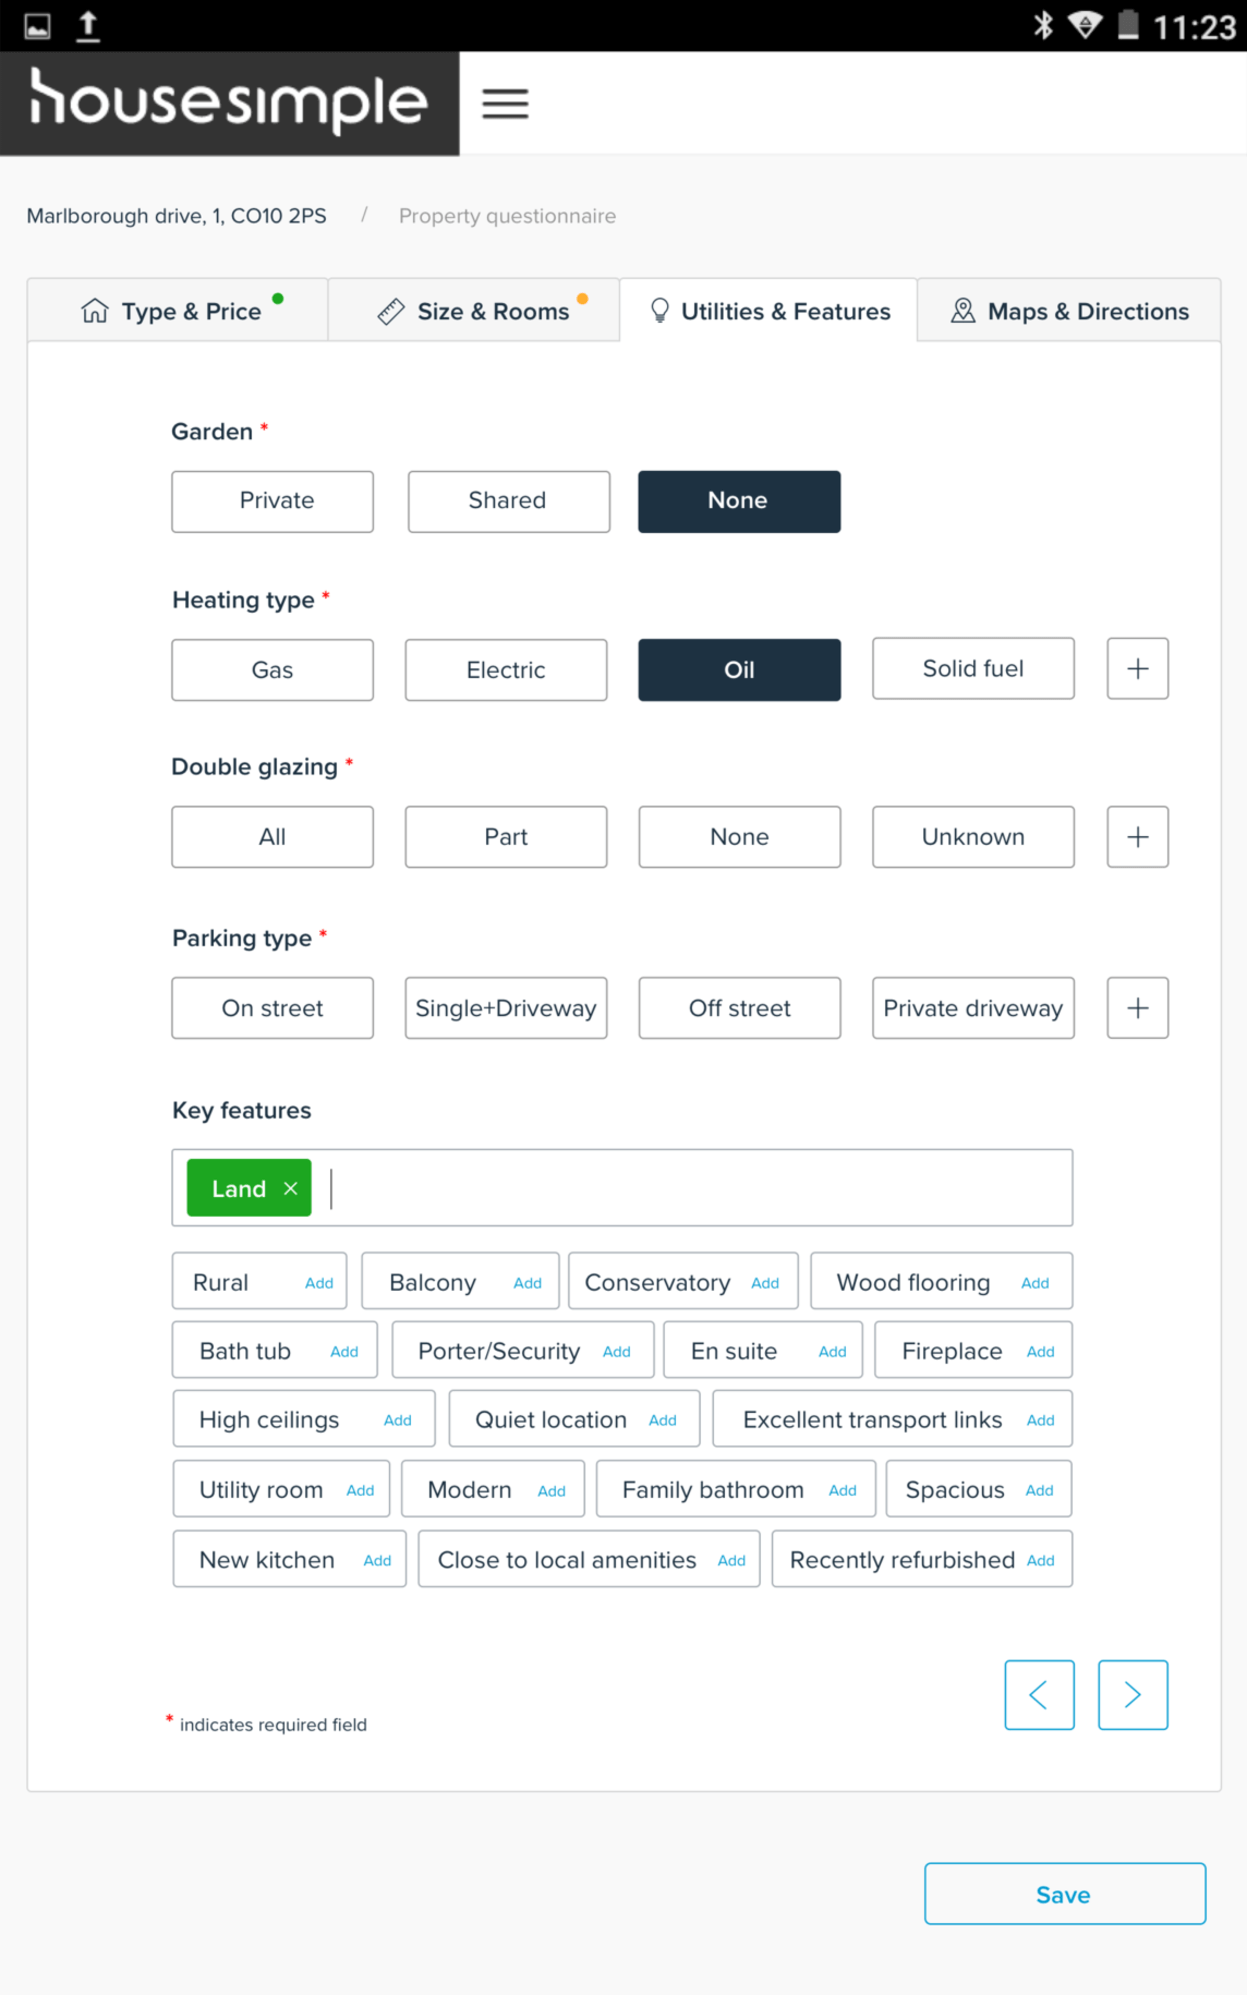 11:23
housesimple
Marlborough drive, 1, CO10 2PS / Property questionnaire
Type & Price Size & Rooms Utilities & Features Maps & Directions
Garden *
Private Shared None
Heating type *
Gas Electric Oil Solid fuel +
Double glazing *
All Part None Unknown +
Parking type *
On street Single+Driveway Off street Private driveway +
Key features
Land ×
Rural Add Balcony Add Conservatory Add Wood flooring Add
Bath tub Add Porter/Security Add En suite Add Fireplace Add
High ceilings Add Quiet location Add Excellent transport links Add
Utility room Add Modern Add Family bathroom Add Spacious Add
New kitchen Add Close to local amenities Add Recently refurbished Add
* indicates required field
Save